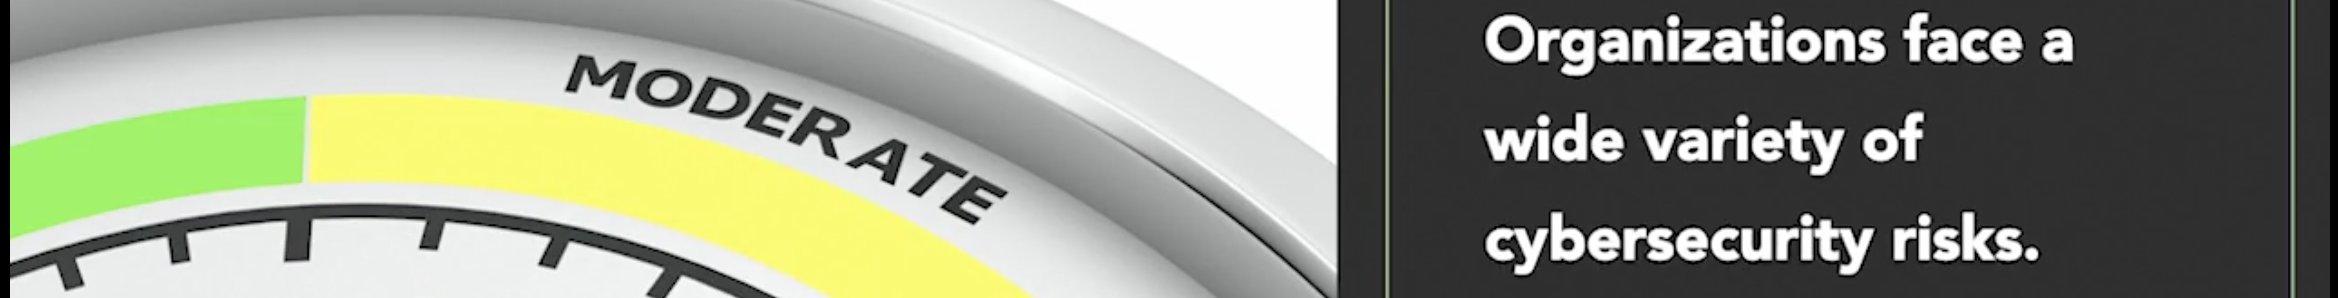 MODERATE
Organizations face a
wide variety of
cybersecurity risks.